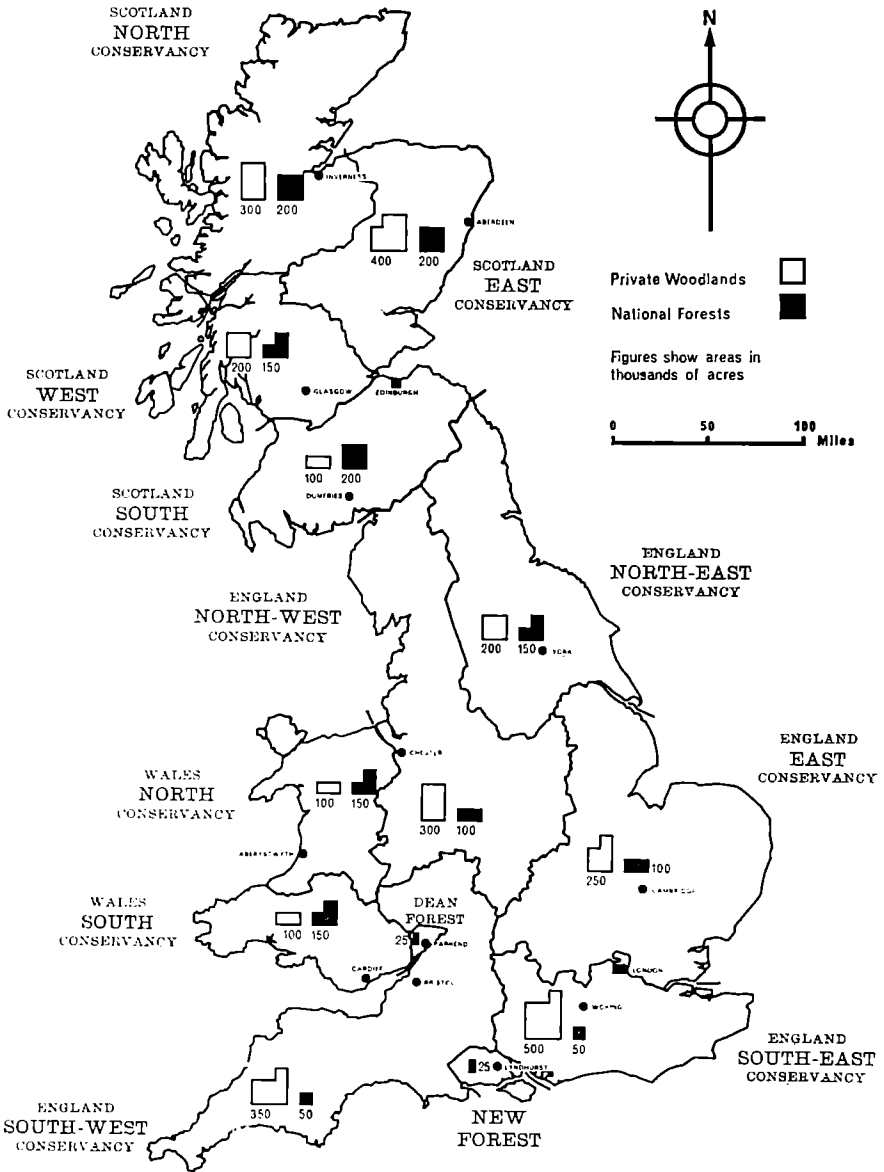 SCOTLAND
NORTH
CONSERVANCY
N
INVERNESS
300
200
ABERDEEN
400
200
SCOTLAND
EAST
CONSERVANCY
Private Woodlands
National Forests
Figures show areas in
thousands of acres
0 50 100
Miles
SCOTLAND
WEST
CONSERVANCY
200
150
GLASGOW
EDINBURGH
SCOTLAND
SOUTH
CONSERVANCY
100
200
DUMFRIES
ENGLAND
NORTH-EAST
CONSERVANCY
200
150
YORK
ENGLAND
NORTH-WEST
CONSERVANCY
CHESTER
300
100
ENGLAND
EAST
CONSERVANCY
250
100
CAMBRIDGE
WALES
NORTH
CONSERVANCY
100
150
ABERYSTWYTH
WALES
SOUTH
CONSERVANCY
100
150
CARDIFF
DEAN
FOREST
25
PARKEND
BRISTOL
LONDON
WOKING
500
50
ENGLAND
SOUTH-EAST
CONSERVANCY
25
LYNDHURST
NEW
FOREST
350
50
ENGLAND
SOUTH-WEST
CONSERVANCY